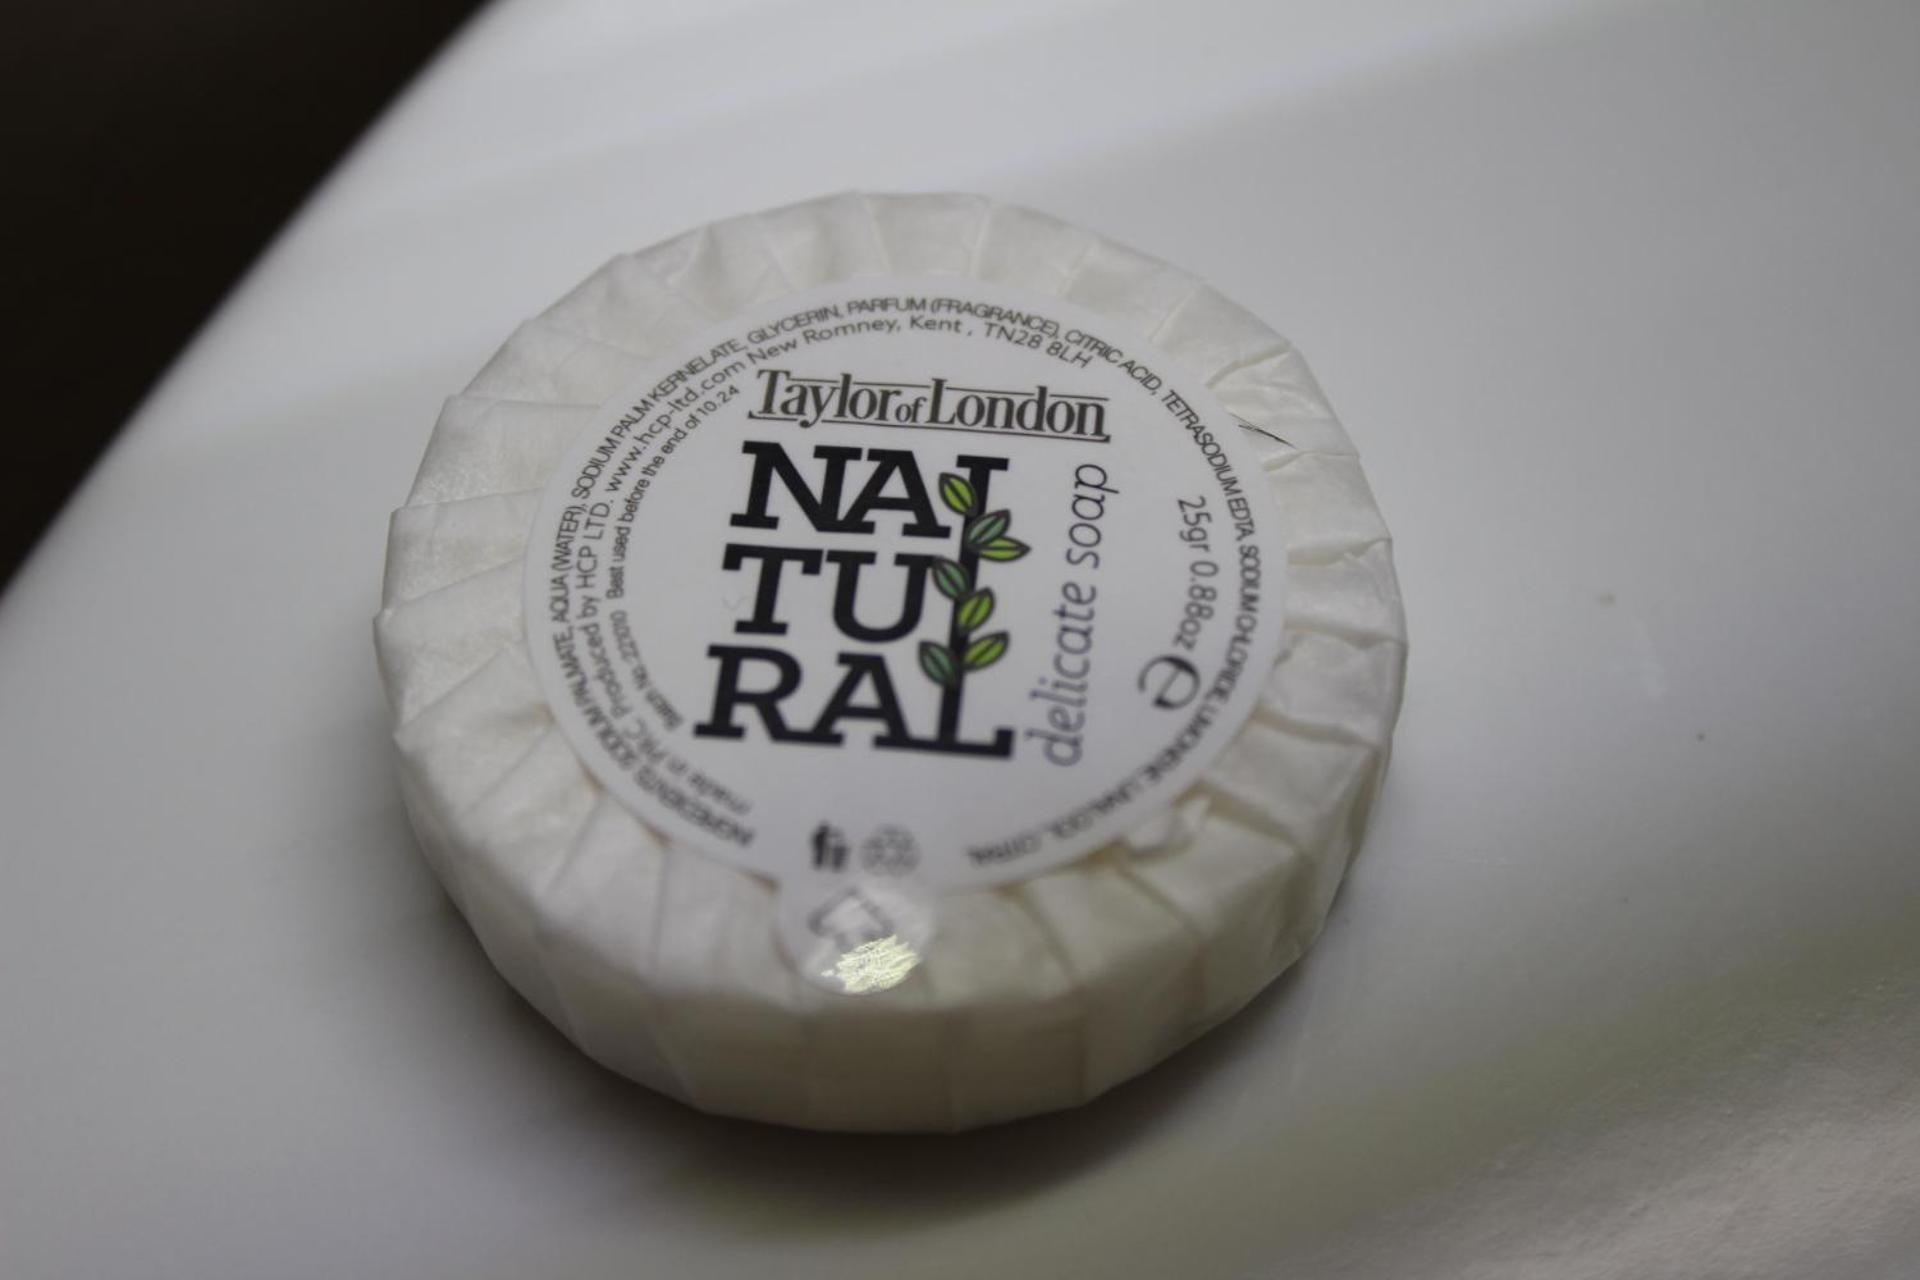 INGREDIENTS: SODIUM PALMATE, AQUA (WATER), SODIUM PALM KERNELATE, GLYCERIN, PARFUM (FRAGRANCE), CITRIC ACID, TETRASODIUM EDTA, SODIUM CHLORIDE, LIMONENE, LINALOOL, CITRAL
made in P.R.C Produced by HCP LTD. www.hcp-ltd.com New Romney, Kent, TN28 8LH
Batch No. Best used before the end of 10.24
Taylor of London
NA
TU
RAL
delicate soap
25gr 0.88oz e